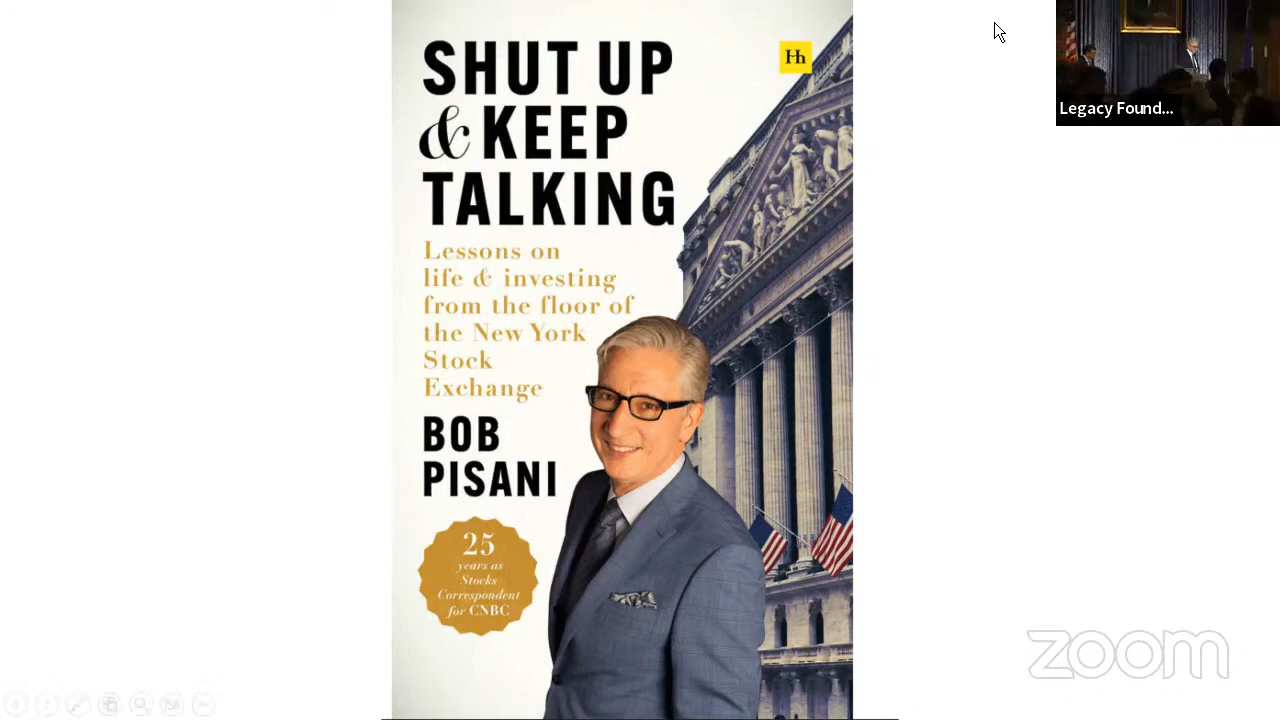 SHUT UP
& KEEP
TALKING
Lessons on
life & investing
from the floor of
the New York
Stock
Exchange
BOB
PISANI
25
years as
Stocks
Correspondent
for CNBC
Hh
Legacy Found...
zoom